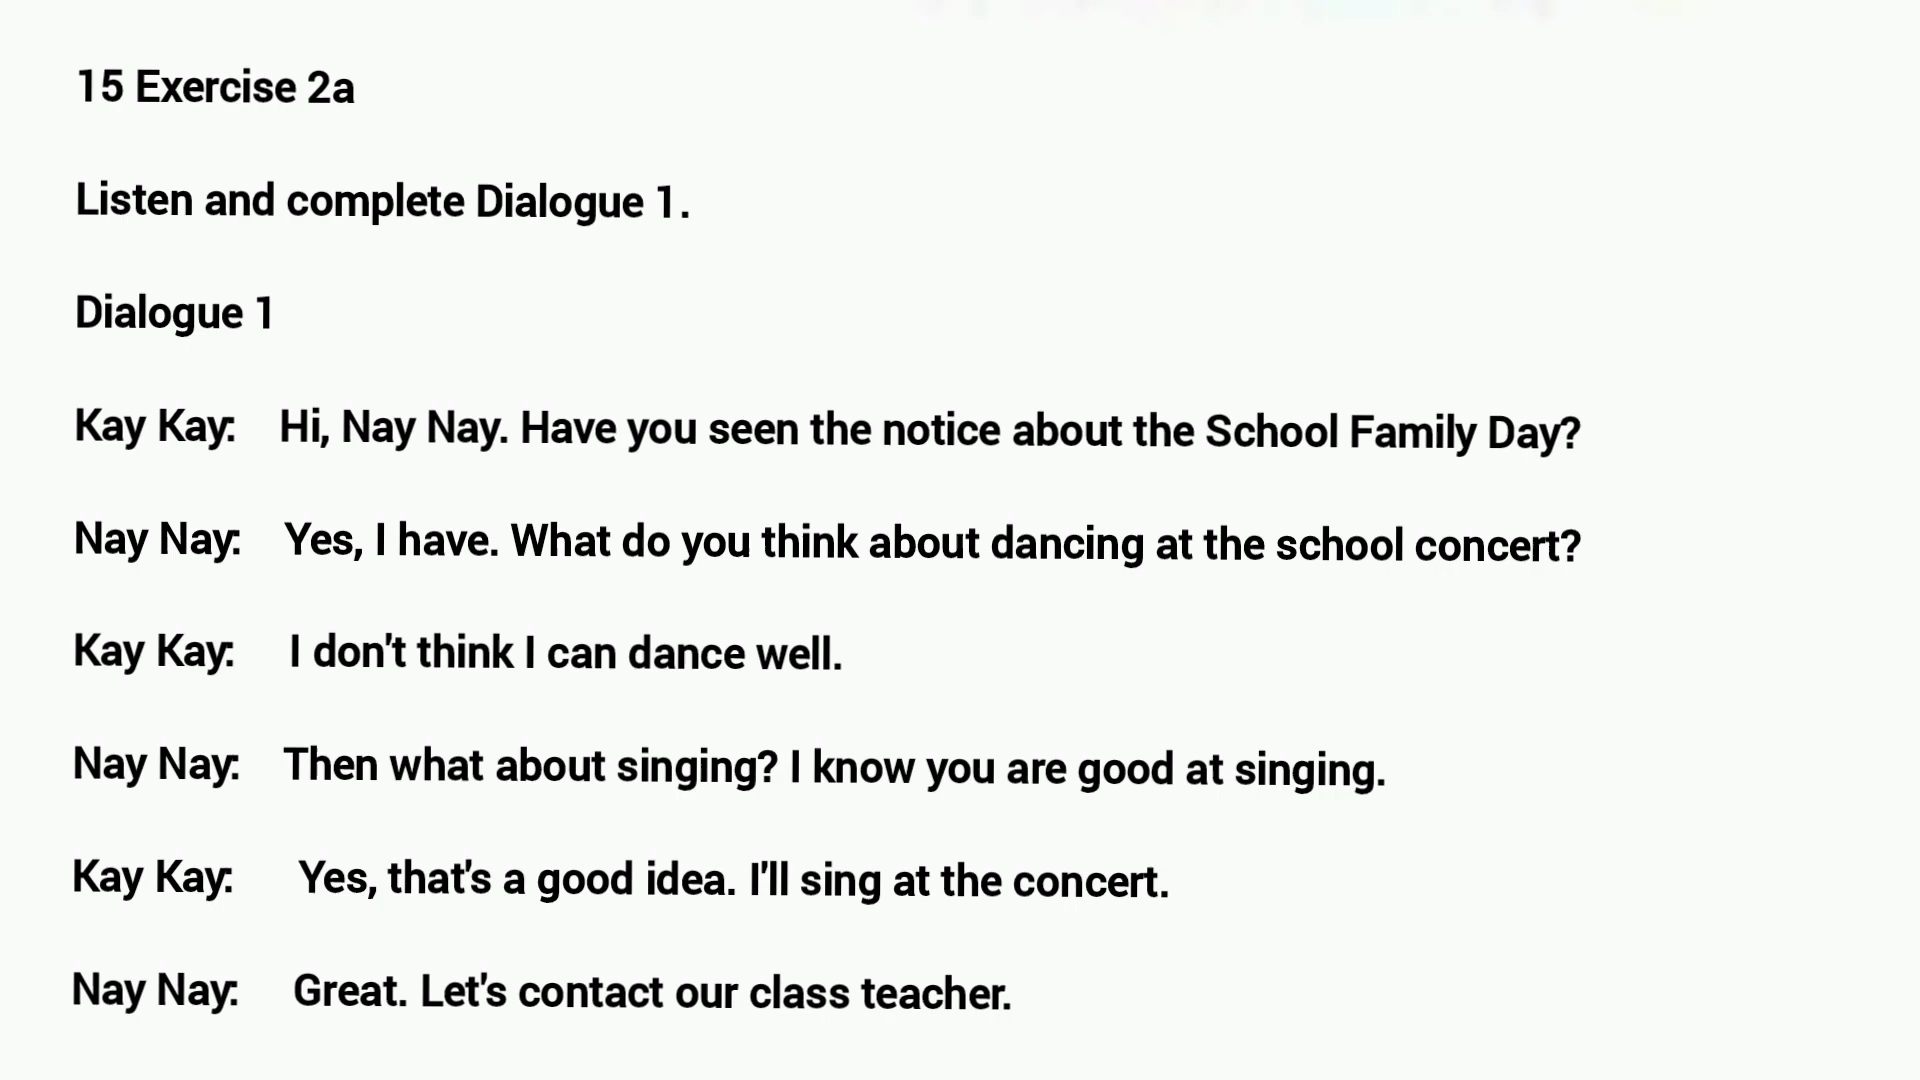 15 Exercise 2a
Listen and complete Dialogue 1.
Dialogue 1
Kay Kay: Hi, Nay Nay. Have you seen the notice about the School Family Day?
Nay Nay: Yes, I have. What do you think about dancing at the school concert?
Kay Kay: I don't think I can dance well.
Nay Nay: Then what about singing? I know you are good at singing.
Kay Kay: Yes, that's a good idea. I'll sing at the concert.
Nay Nay: Great. Let's contact our class teacher.